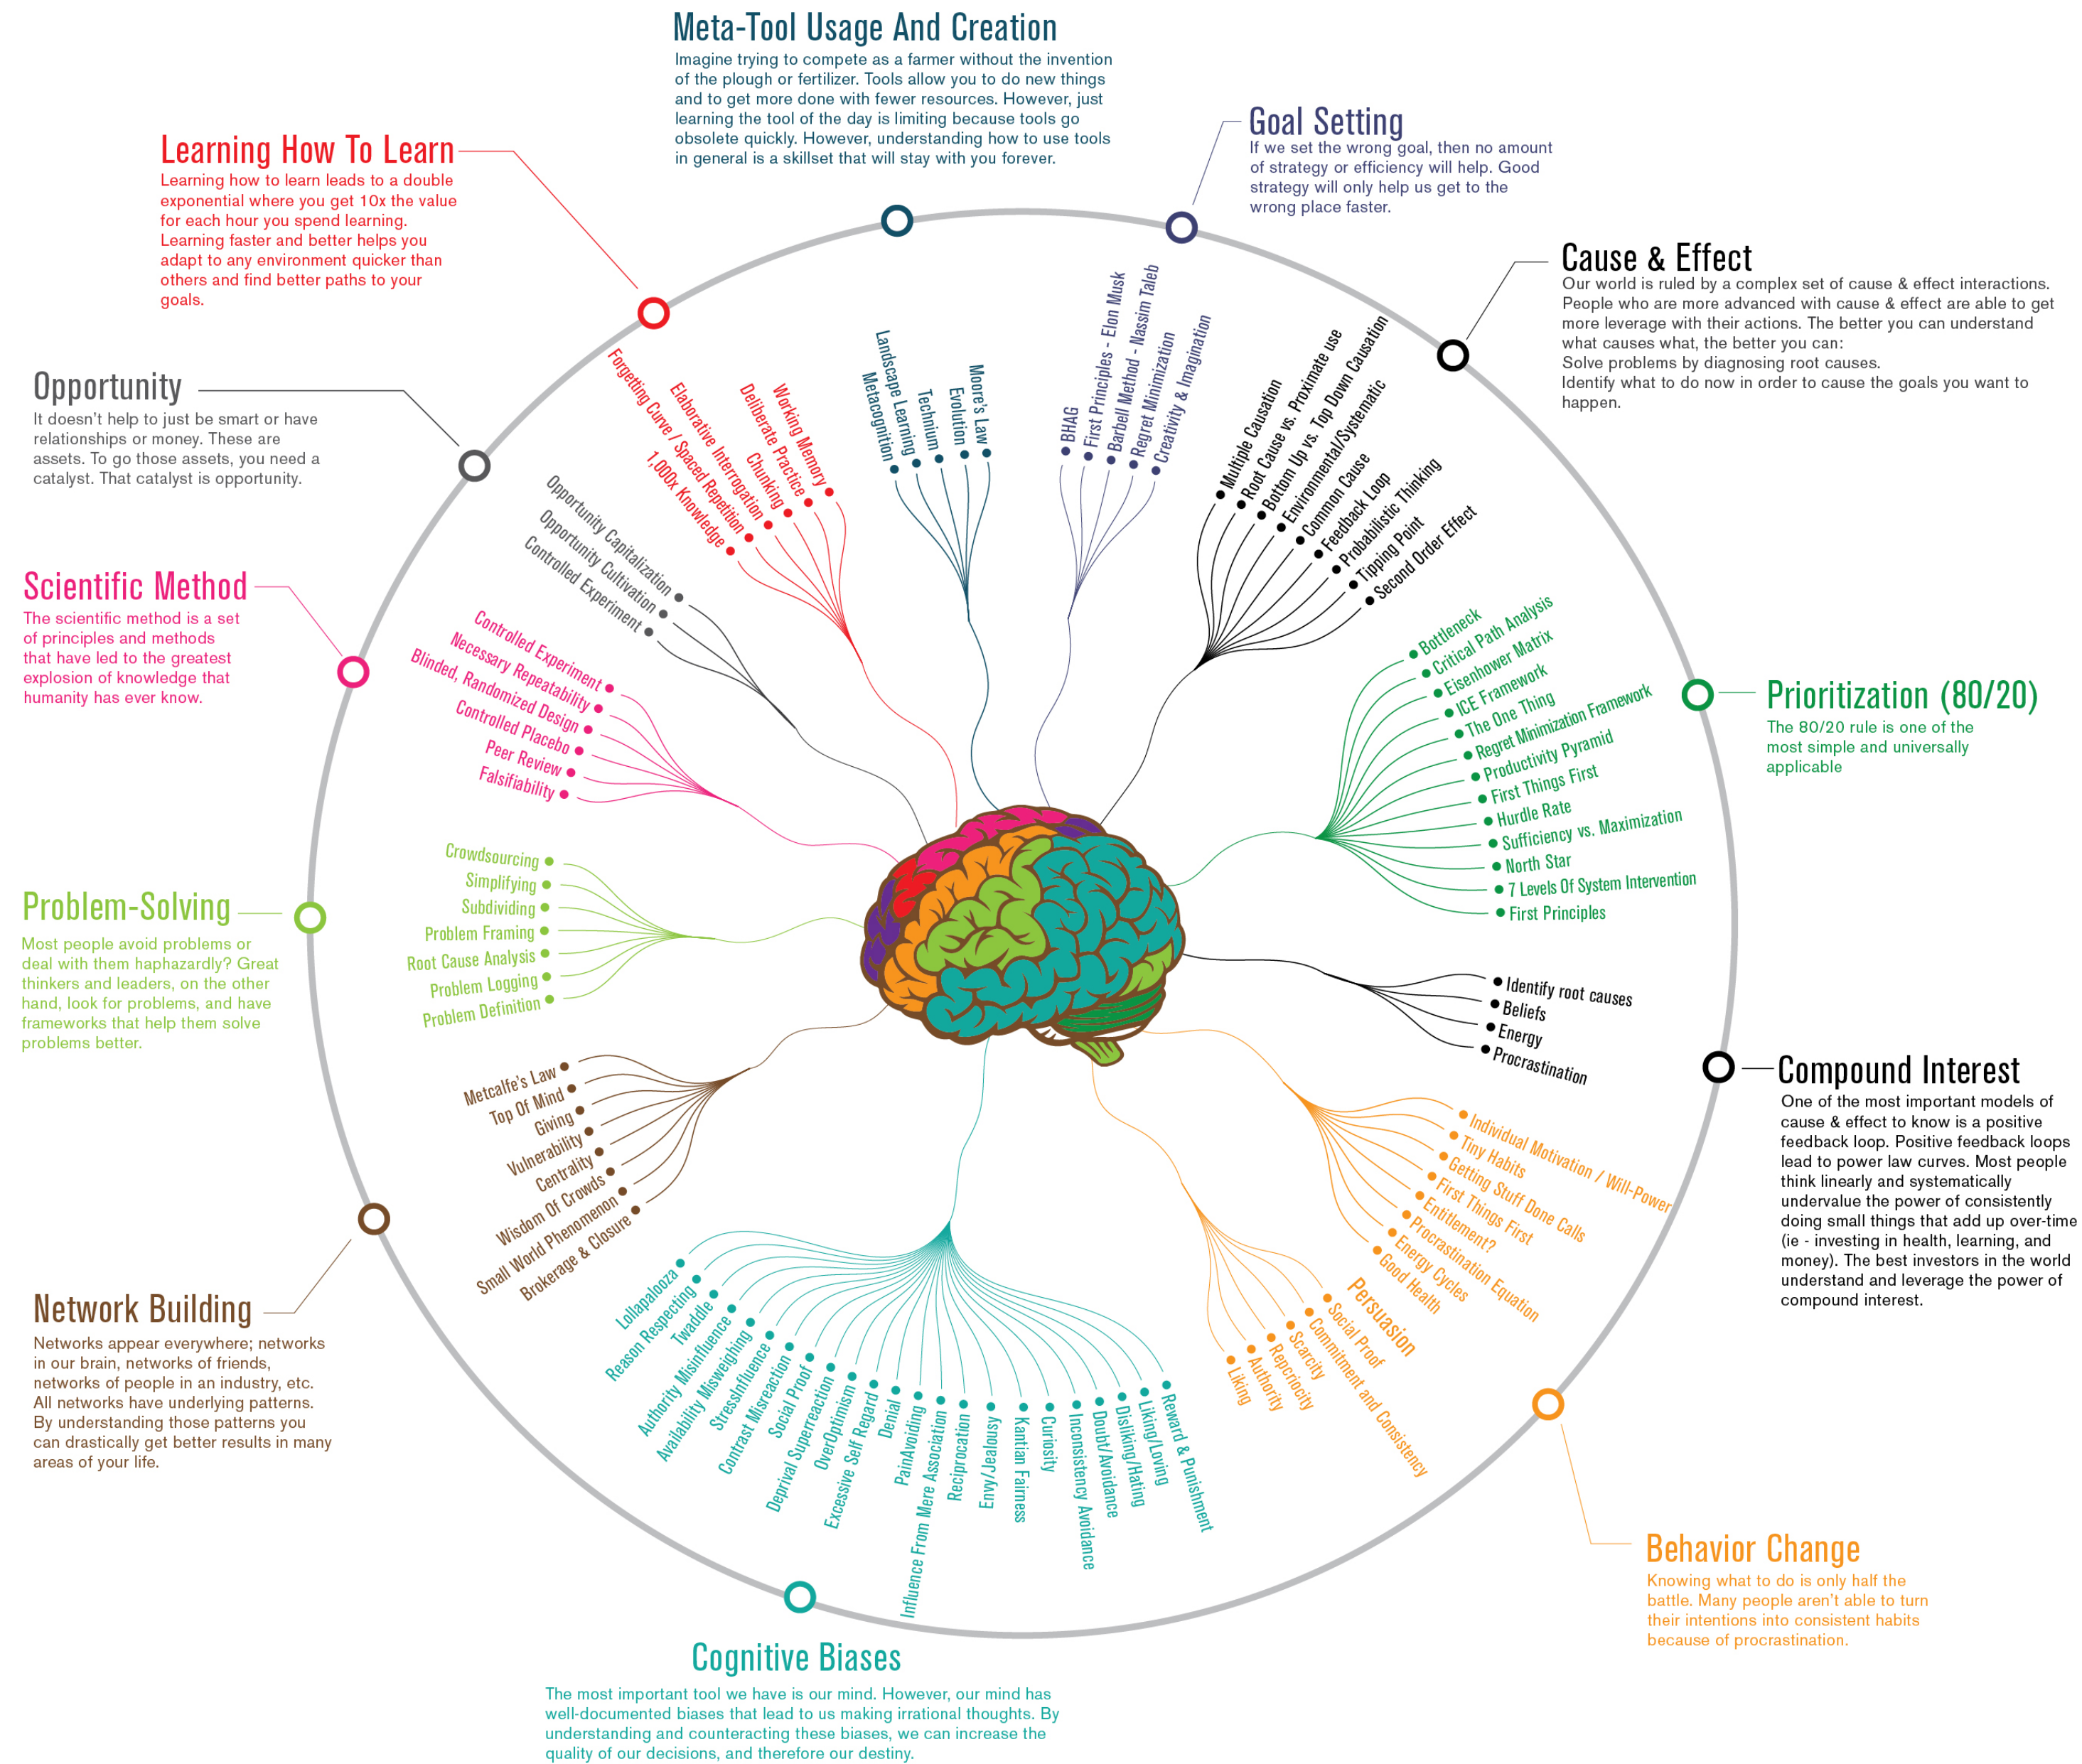 Meta-Tool Usage And Creation
Imagine trying to compete as a farmer without the invention
of the plough or fertilizer. Tools allow you to do new things
and to get more done with fewer resources. However, just
learning the tool of the day is limiting because tools go
obsolete quickly. However, understanding how to use tools
in general is a skillset that will stay with you forever.
Goal Setting
If we set the wrong goal, then no amount
of strategy or efficiency will help. Good
strategy will only help us get to the
wrong place faster.
Cause & Effect
Our world is ruled by a complex set of cause & effect interactions.
People who are more advanced with cause & effect are able to get
more leverage with their actions. The better you can understand
what causes what, the better you can:
Solve problems by diagnosing root causes.
Identify what to do now in order to cause the goals you want to
happen.
Prioritization (80/20)
The 80/20 rule is one of the
most simple and universally
applicable
Compound Interest
One of the most important models of
cause & effect to know is a positive
feedback loop. Positive feedback loops
lead to power law curves. Most people
think linearly and systematically
undervalue the power of consistently
doing small things that add up over-time
(ie - investing in health, learning, and
money). The best investors in the world
understand and leverage the power of
compound interest.
Behavior Change
Knowing what to do is only half the
battle. Many people aren't able to turn
their intentions into consistent habits
because of procrastination.
Cognitive Biases
The most important tool we have is our mind. However, our mind has
well-documented biases that lead to us making irrational thoughts. By
understanding and counteracting these biases, we can increase the
quality of our decisions, and therefore our destiny.
Network Building
Networks appear everywhere; networks
in our brain, networks of friends,
networks of people in an industry, etc.
All networks have underlying patterns.
By understanding those patterns you
can drastically get better results in many
areas of your life.
Problem-Solving
Most people avoid problems or
deal with them haphazardly? Great
thinkers and leaders, on the other
hand, look for problems, and have
frameworks that help them solve
problems better.
Scientific Method
The scientific method is a set
of principles and methods
that have led to the greatest
explosion of knowledge that
humanity has ever know.
Opportunity
It doesn't help to just be smart or have
relationships or money. These are
assets. To go those assets, you need a
catalyst. That catalyst is opportunity.
Learning How To Learn
Learning how to learn leads to a double
exponential where you get 10x the value
for each hour you spend learning.
Learning faster and better helps you
adapt to any environment quicker than
others and find better paths to your
goals.
Metacognition
Landscape Learning
Technium
Evolution
Moore's Law
BHAG
First Principles - Elon Musk
Barbell Method - Nassim Taleb
Regret Minimization
Creativity & Imagination
Multiple Causation
Root Cause vs. Proximate use
Bottom Up vs. Top Down Causation
Environmental/Systematic
Common Cause
Feedback Loop
Probabilistic Thinking
Tipping Point
Second Order Effect
Bottleneck
Critical Path Analysis
Eisenhower Matrix
ICE Framework
The One Thing
Regret Minimization Framework
Productivity Pyramid
First Things First
Hurdle Rate
Sufficiency vs. Maximization
North Star
7 Levels Of System Intervention
First Principles
Identify root causes
Beliefs
Energy
Procrastination
Individual Motivation / Will-Power
Tiny Habits
Getting Stuff Done Calls
First Things First
Entitlement?
Procrastination Equation
Energy Cycles
Good Health
Persuasion
Social Proof
Commitment and Consistency
Scarcity
Repcriocity
Authority
Liking
Reward & Punishment
Liking/Loving
Disliking/Hating
Doubt/Avoidance
Inconsistency Avoidance
Curiosity
Kantian Fairness
Envy/Jealousy
Reciprocation
Influence From Mere Association
PainAvoiding
Denial
Excessive Self Regard
OverOptimism
Deprival Superreaction
Social Proof
Contrast Misreaction
StressInfluence
Availability Misweighing
Authority Misinfluence
Twaddle
Reason Respecting
Lollapalooza
Brokerage & Closure
Small World Phenomenon
Wisdom Of Crowds
Centrality
Vulnerability
Giving
Top Of Mind
Metcalfe's Law
Problem Definition
Problem Logging
Root Cause Analysis
Problem Framing
Subdividing
Simplifying
Crowdsourcing
Falsifiability
Peer Review
Controlled Placebo
Blinded, Randomized Design
Necessary Repeatability
Controlled Experiment
Controlled Experiment
Opportunity Cultivation
Opportunity Capitalization
1,000x Knowledge
Forgetting Curve / Spaced Repetition
Elaborative Interrogation
Chunking
Deliberate Practice
Working Memory